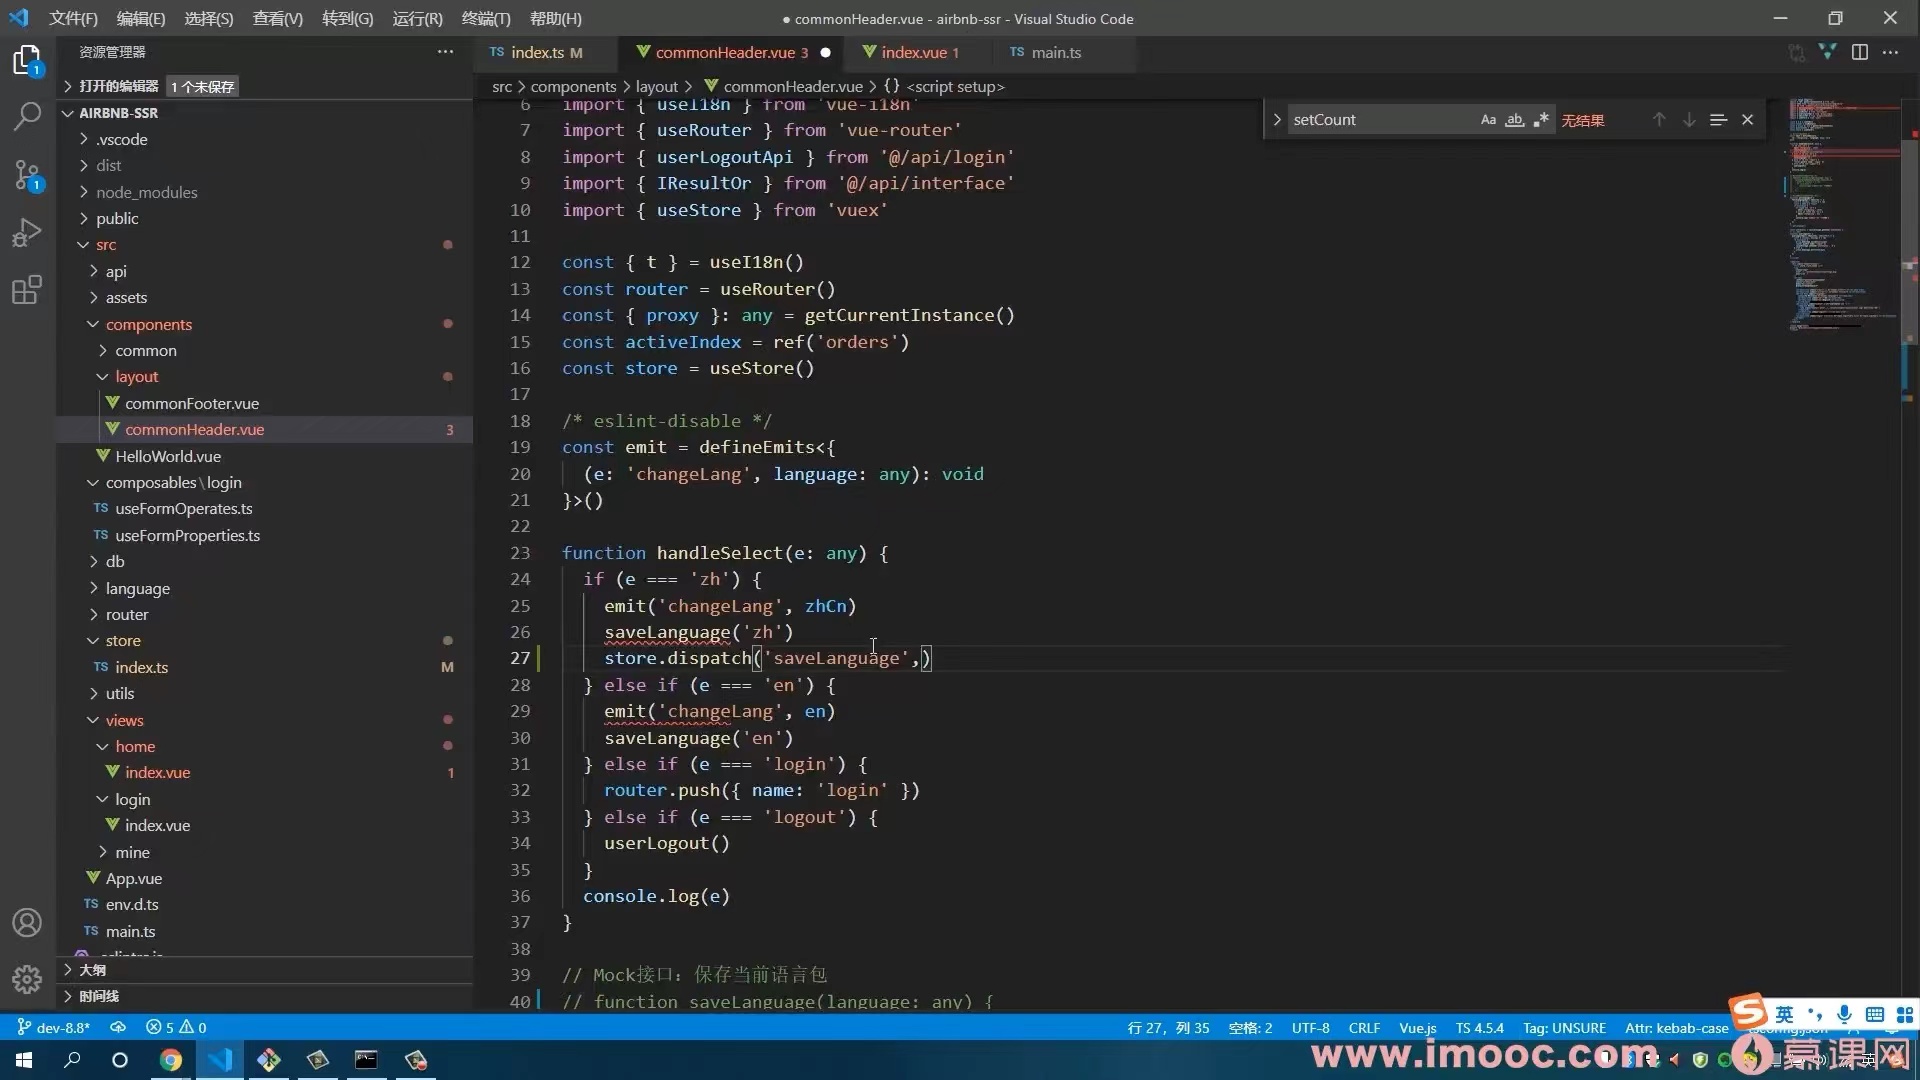 文件(F) 编辑(E) 选择(S) 查看(V) 转到(G) 运行(R) 终端(T) 帮助(H)
● commonHeader.vue - airbnb-ssr - Visual Studio Code
资源管理器
TS index.ts M
commonHeader.vue 3
index.vue 1
TS main.ts
打开的编辑器 1 个未保存
src > components > layout > commonHeader.vue > {} <script setup>
AIRBNB-SSR
.vscode
dist
node_modules
public
src
api
assets
components
common
layout
commonFooter.vue
commonHeader.vue 3
HelloWorld.vue
composables\login
TS useFormOperates.ts
TS useFormProperties.ts
db
language
router
store
TS index.ts M
utils
views
home
index.vue 1
login
index.vue
mine
App.vue
TS env.d.ts
TS main.ts
大纲
时间线
setCount Aa ab 无结果
6 import { useI18n } from 'vue-i18n'
7 import { useRouter } from 'vue-router'
8 import { userLogoutApi } from '@/api/login'
9 import { IResultOr } from '@/api/interface'
10 import { useStore } from 'vuex'
11
12 const { t } = useI18n()
13 const router = useRouter()
14 const { proxy }: any = getCurrentInstance()
15 const activeIndex = ref('orders')
16 const store = useStore()
17
18 /* eslint-disable */
19 const emit = defineEmits<{
20 (e: 'changeLang', language: any): void
21 }>()
22
23 function handleSelect(e: any) {
24 if (e === 'zh') {
25 emit('changeLang', zhCn)
26 saveLanguage('zh')
27 store.dispatch('saveLanguage',)
28 } else if (e === 'en') {
29 emit('changeLang', en)
30 saveLanguage('en')
31 } else if (e === 'login') {
32 router.push({ name: 'login' })
33 } else if (e === 'logout') {
34 userLogout()
35 }
36 console.log(e)
37 }
38
39 // Mock接口：保存当前语言包
40 // function saveLanguage(language: any) {
dev-8.8* 5 0
行 27，列 35 空格: 2 UTF-8 CRLF Vue.js TS 4.5.4 Tag: UNSURE Attr: kebab-case
英
www.imooc.com 慕课网